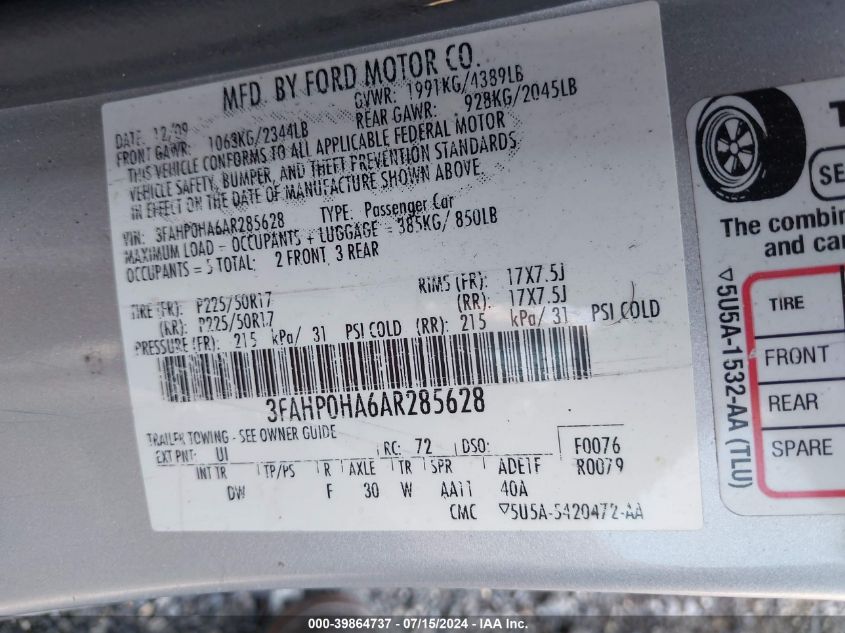 MFD. BY FORD MOTOR CO.
DATE: 12/09 GVWR: 1991KG/4389LB
FRONT GAWR: 1063KG/2344LB REAR GAWR: 928KG/2045LB
THIS VEHICLE CONFORMS TO ALL APPLICABLE FEDERAL MOTOR
VEHICLE SAFETY, BUMPER, AND THEFT PREVENTION STANDARDS
IN EFFECT ON THE DATE OF MANUFACTURE SHOWN ABOVE.
VIN: 3FAHP0HA6AR285628 TYPE: Passenger Car
MAXIMUM LOAD - OCCUPANTS + LUGGAGE = 385KG/ 850LB
OCCUPANTS = 5 TOTAL: 2 FRONT, 3 REAR
TIRE (FR): P225/50R17 RIMS (FR): 17X7.5J
(RR): P225/50R17 (RR): 17X7.5J
PRESSURE (FR): 215 kPa/ 31 PSI COLD (RR): 215 kPa/ 31 PSI COLD
3FAHP0HA6AR285628
TRAILER TOWING - SEE OWNER GUIDE
EXT PNT: UI RC: 72 DSO: F0076
R0079
INT TR TP/PS R AXLE TR SPR ADE1F
DW F 30 W AA11 40A
CMC ▽5U5A-5420472-AA
T
SE
The combin
and car
TIRE
FRONT
REAR
SPARE
▽5U5A-1532-AA (TLU)
000-39864737 - 07/15/2024 - IAA Inc.